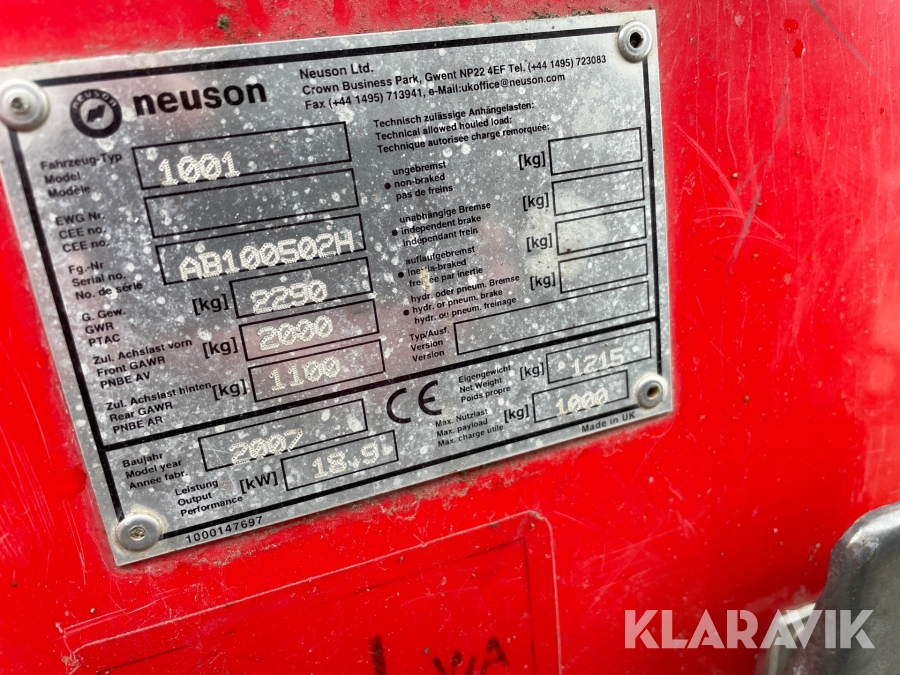 NEUSON
neuson
Neuson Ltd.
Crown Business Park, Gwent NP22 4EF Tel. (+44 1495) 723083
Fax (+44 1495) 713941, e-Mail:ukoffice@neuson.com
Fahrzeug-Typ
Model
Modèle
1001
EWG Nr.
CEE no.
CEE no.
Fg.-Nr
Serial no.
No. de serie
AB100502H
G. Gew.
GWR
PTAC
[kg]
2290
Zul. Achslast vorn
Front GAWR
PNBE AV
[kg]
2000
Zul. Achslast hinten
Rear GAWR
PNBE AR
[kg]
1100
Baujahr
Model year
Année fabr.
2007
Leistung
Output
Performance
[kW]
18.9
1000147697
Technisch zulässige Anhängelasten:
Technical allowed houled load:
Technique autorisée charge remorquée:
ungebremst
non-braked
pas de freins
[kg]
unabhängige Bremse
independent brake
indépendant frein
[kg]
auflaufgebremst
inertia-braked
freinée par inertie
[kg]
hydr. oder pneum. Bremse
hydr. or pneum. brake
hydr. ou pneum. freinage
[kg]
Typ/Ausf.
Version
Version
CE
Eigengewicht
Net Weight
Poids propre
[kg]
1215
Max. Nutzlast
Max. payload
Max. charge utile
[kg]
1000
Made in UK
WA
KLARAVIK